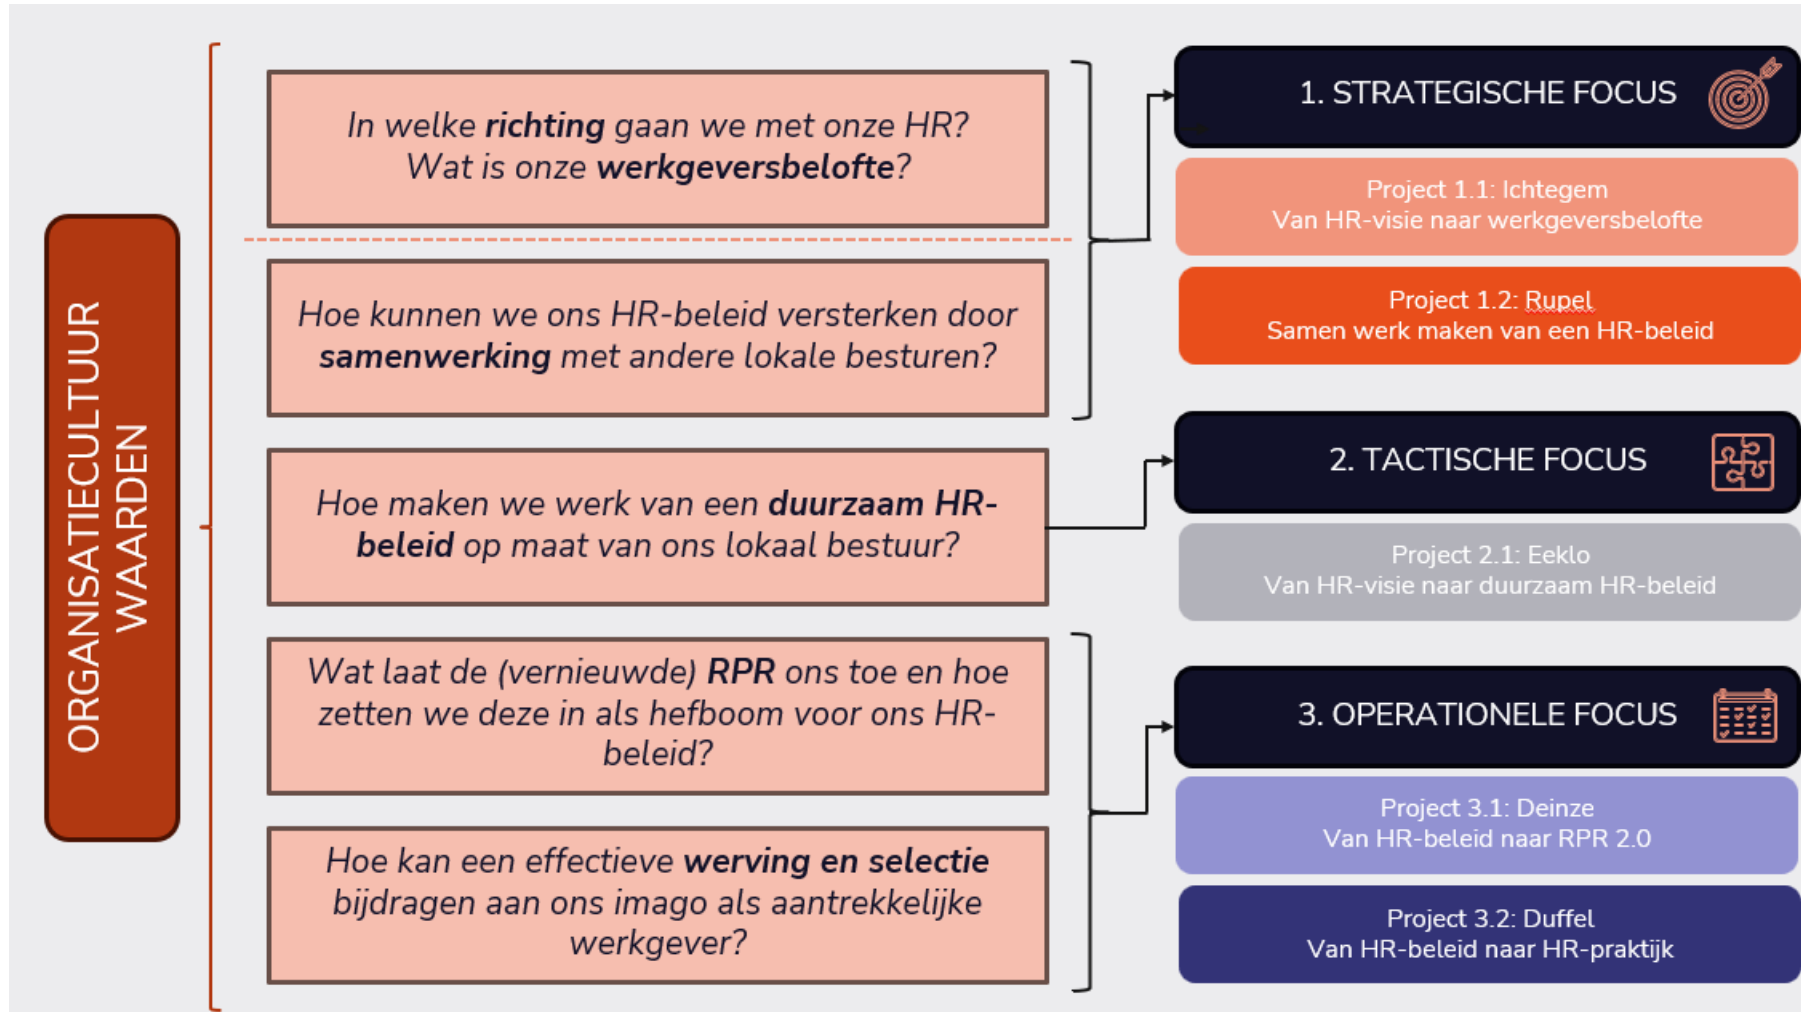 ORGANISATIECULTUUR
WAARDEN
In welke richting gaan we met onze HR?
Wat is onze werkgeversbelofte?
Hoe kunnen we ons HR-beleid versterken door
samenwerking met andere lokale besturen?
Hoe maken we werk van een duurzaam HR-
beleid op maat van ons lokaal bestuur?
Wat laat de (vernieuwde) RPR ons toe en hoe
zetten we deze in als hefboom voor ons HR-
beleid?
Hoe kan een effectieve werving en selectie
bijdragen aan ons imago als aantrekkelijke
werkgever?
1. STRATEGISCHE FOCUS
Project 1.1: Ichtegem
Van HR-visie naar werkgeversbelofte
Project 1.2: Rupel
Samen werk maken van een HR-beleid
2. TACTISCHE FOCUS
Project 2.1: Eeklo
Van HR-visie naar duurzaam HR-beleid
3. OPERATIONELE FOCUS
Project 3.1: Deinze
Van HR-beleid naar RPR 2.0
Project 3.2: Duffel
Van HR-beleid naar HR-praktijk